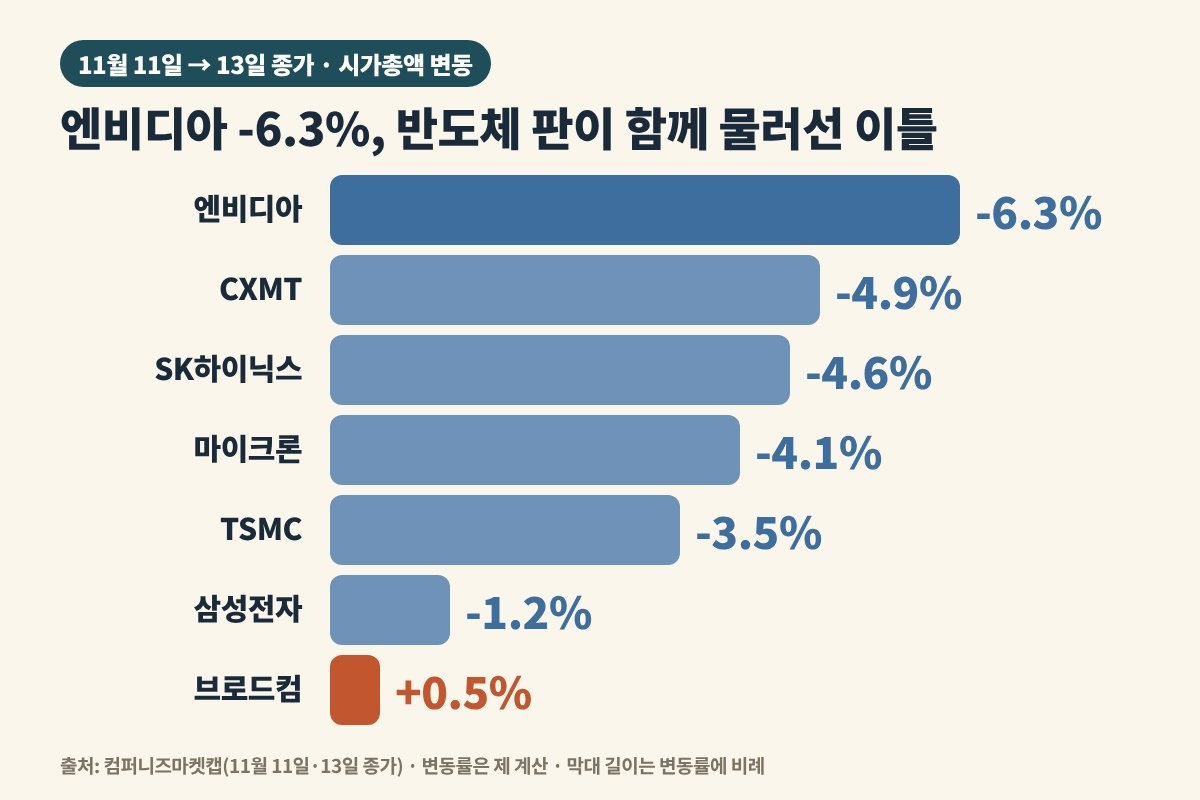 11월 11일 → 13일 종가 · 시가총액 변동
엔비디아 -6.3%, 반도체 판이 함께 물러선 이틀
엔비디아 -6.3%
CXMT -4.9%
SK하이닉스 -4.6%
마이크론 -4.1%
TSMC -3.5%
삼성전자 -1.2%
브로드컴 +0.5%
출처: 컴퍼니즈마켓캡(11월 11일·13일 종가) · 변동률은 제 계산 · 막대 길이는 변동률에 비례